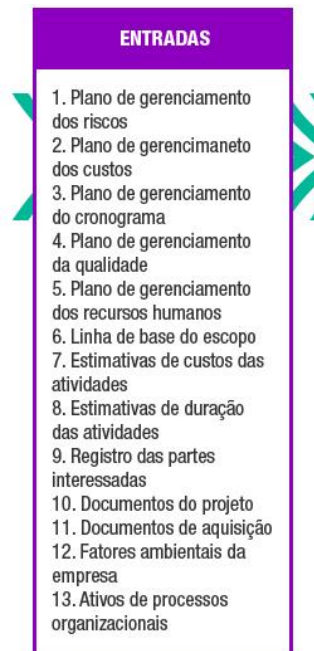 ENTRADAS
1. Plano de gerenciamento
dos riscos
2. Plano de gerencimaneto
dos custos
3. Plano de gerenciamento
do cronograma
4. Plano de gerenciamento
da qualidade
5. Plano de gerenciamento
dos recursos humanos
6. Linha de base do escopo
7. Estimativas de custos das
atividades
8. Estimativas de duração
das atividades
9. Registro das partes
interessadas
10. Documentos do projeto
11. Documentos de aquisição
12. Fatores ambientais da
empresa
13. Ativos de processos
organizacionais